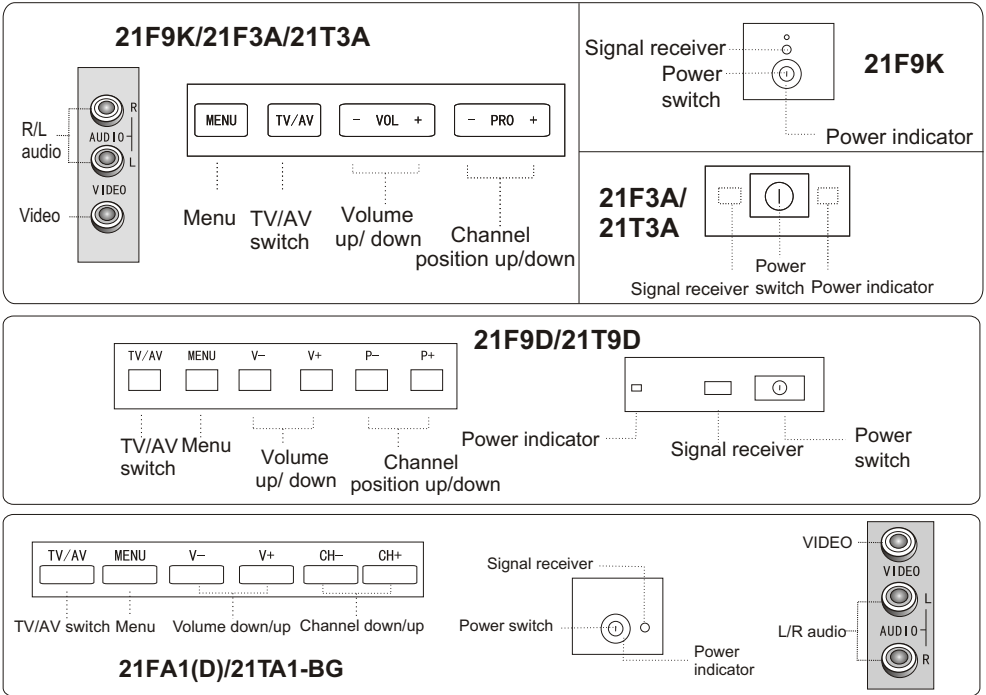 21F9K/21F3A/21T3A
R
AUDIO
L
VIDEO
R/L
audio
Video
MENU TV/AV - VOL + - PRO +
Menu
TV/AV
switch
Volume
up/ down
Channel
position up/down
Signal receiver
Power
switch
21F9K
Power indicator
21F3A/
21T3A
Signal receiver
Power
switch
Power indicator
21F9D/21T9D
TV/AV MENU V- V+ P- P+
TV/AV
switch
Menu
Volume
up/ down
Channel
position up/down
Power indicator
Signal receiver
Power
switch
TV/AV MENU V- V+ CH- CH+
TV/AV switch Menu Volume down/up Channel down/up
21FA1(D)/21TA1-BG
Signal receiver
Power switch
Power
indicator
VIDEO
L/R audio
VIDEO
L
AUDIO
R